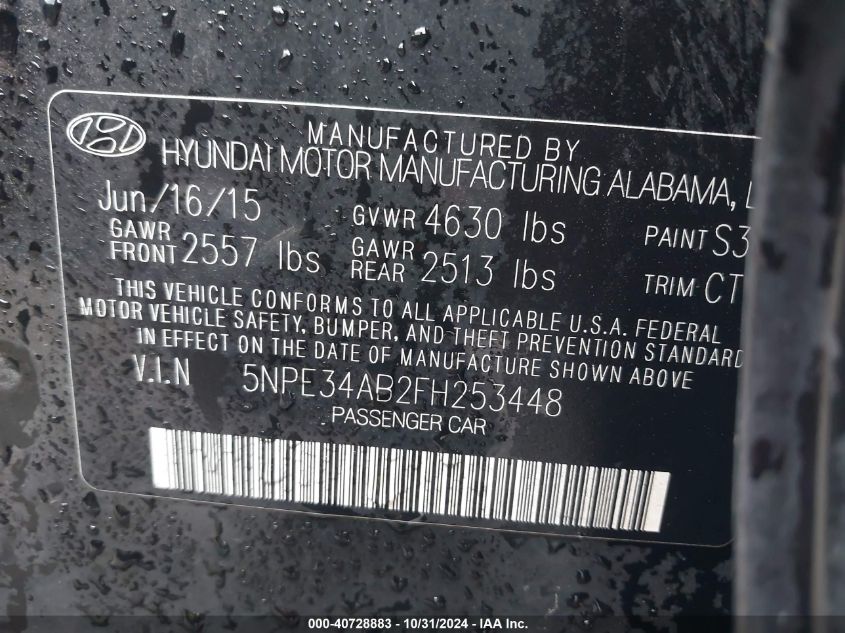 MANUFACTURED BY
HYUNDAI MOTOR MANUFACTURING ALABAMA, L
Jun/16/15 GVWR 4630 lbs PAINT S3
GAWR FRONT 2557 lbs GAWR REAR 2513 lbs TRIM CT
THIS VEHICLE CONFORMS TO ALL APPLICABLE U.S.A. FEDERAL
MOTOR VEHICLE SAFETY, BUMPER, AND THEFT PREVENTION STANDARD
IN EFFECT ON THE DATE OF MANUFACTURE SHOWN ABOVE
V.I.N 5NPE34AB2FH253448
PASSENGER CAR
000-40728883 - 10/31/2024 - IAA Inc.